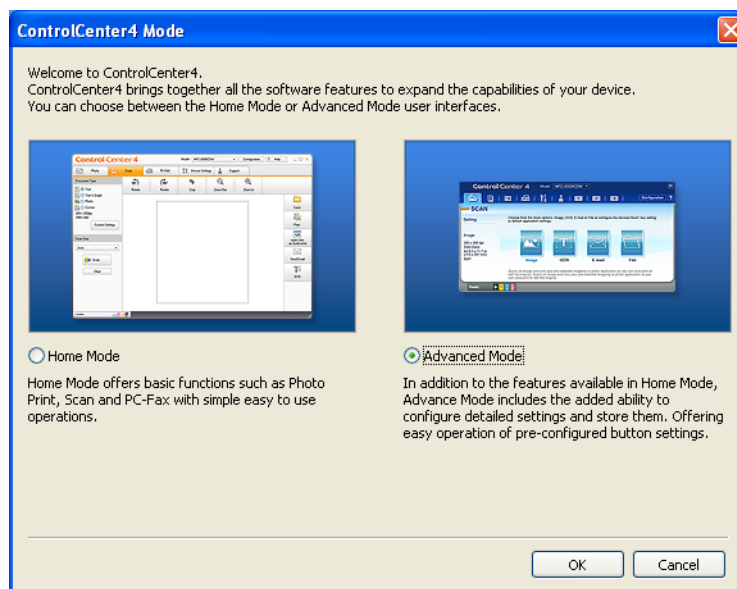 ControlCenter4 Mode
Welcome to ControlCenter4.
ControlCenter4 brings together all the software features to expand the capabilities of your device.
You can choose between the Home Mode or Advanced Mode user interfaces.
Control Center 4
Control Center 4
SCAN
Image
OCR
E-mail
File
Home Mode
Home Mode offers basic functions such as Photo
Print, Scan and PC-Fax with simple easy to use
operations.
Advanced Mode
In addition to the features available in Home Mode,
Advance Mode includes the added ability to
configure detailed settings and store them. Offering
easy operation of pre-configured button settings.
OK
Cancel